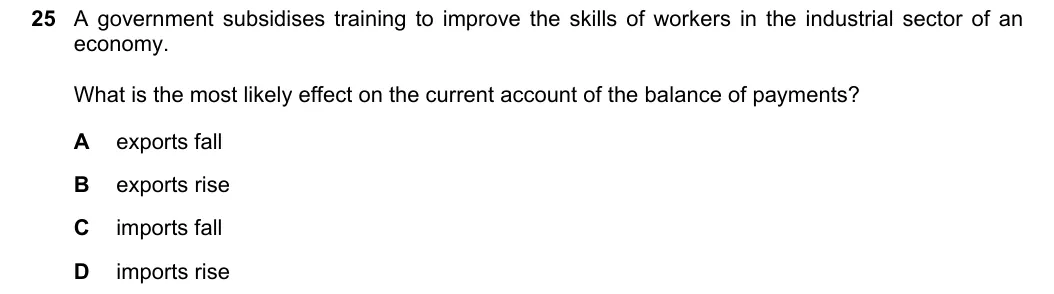 25 A government subsidises training to improve the skills of workers in the industrial sector of an
economy.
What is the most likely effect on the current account of the balance of payments?
A exports fall
B exports rise
C imports fall
D imports rise